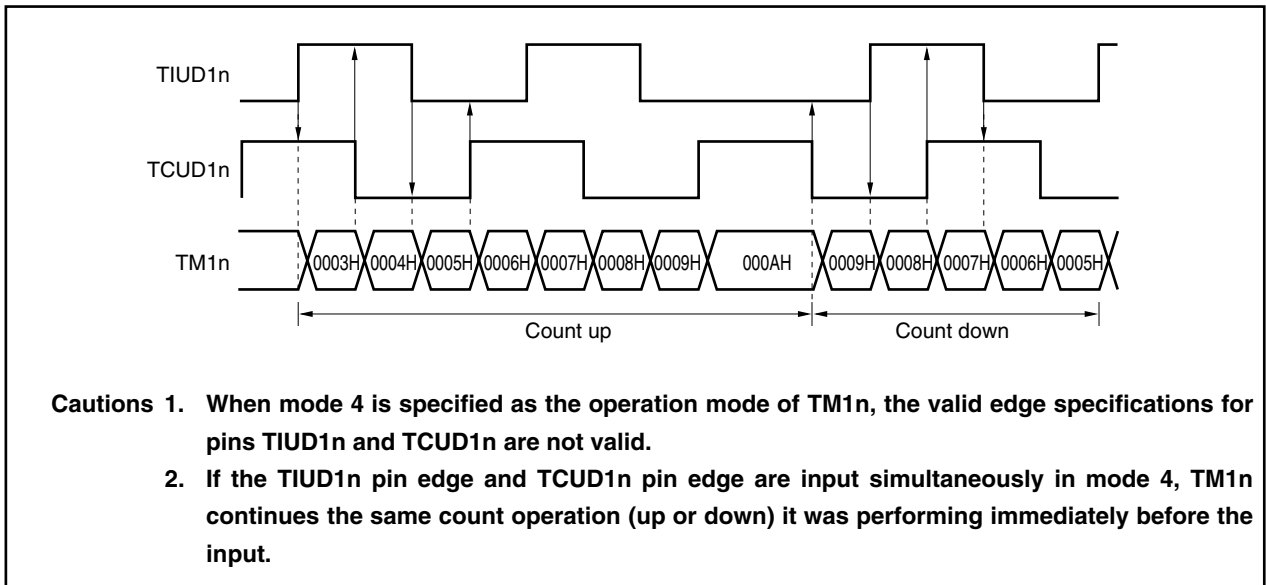 TIUD1n
TCUD1n
TM1n
0003H 0004H 0005H 0006H 0007H 0008H 0009H 000AH 0009H 0008H 0007H 0006H 0005H
Count up Count down
Cautions 1. When mode 4 is specified as the operation mode of TM1n, the valid edge specifications for
pins TIUD1n and TCUD1n are not valid.
2. If the TIUD1n pin edge and TCUD1n pin edge are input simultaneously in mode 4, TM1n
continues the same count operation (up or down) it was performing immediately before the
input.